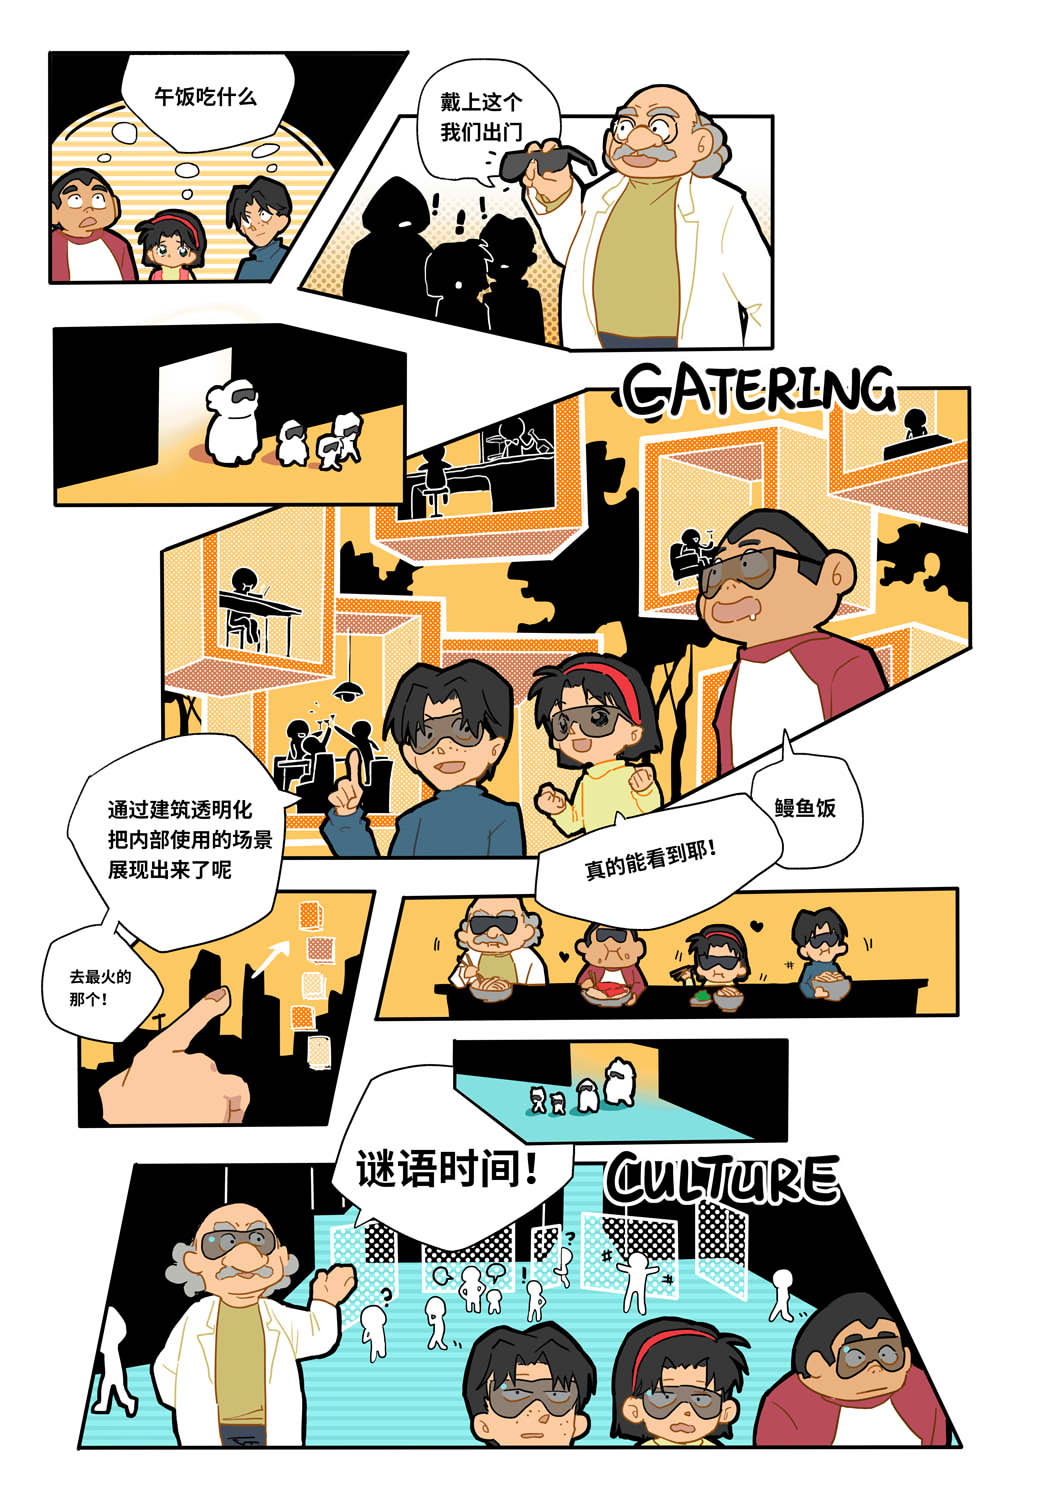 午饭吃什么
戴上这个
我们出门
CATERING
通过建筑透明化
把内部使用的场景
展现出来了呢
真的能看到耶！
鳗鱼饭
去最火的
那个！
谜语时间！
CULTURE